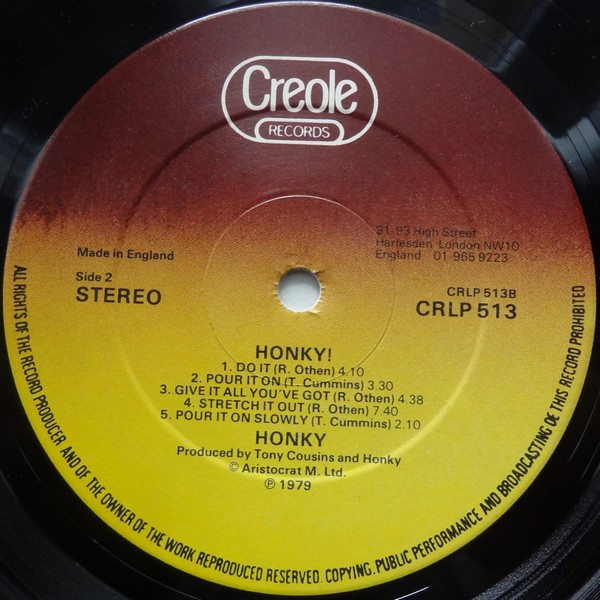 Creole
RECORDS
91-93 High Street
Harlesden London NW10
England 01-965 9223
Made in England
Side 2
STEREO
CRLP 513B
CRLP 513
HONKY!
1. DO IT (R. Othen) 4.10
2. POUR IT ON (T. Cummins) 3.30
3. GIVE IT ALL YOU'VE GOT (R. Othen) 4.38
4. STRETCH IT OUT (R. Othen) 7.40
5. POUR IT ON SLOWLY (T. Cummins) 2.10
HONKY
Produced by Tony Cousins and Honky
© Aristocrat M. Ltd.
℗ 1979
ALL RIGHTS OF THE RECORD PRODUCER AND OF THE OWNER OF THE WORK REPRODUCED RESERVED. COPYING, PUBLIC PERFORMANCE AND BROADCASTING OE THIS RECORD PROHIBITED